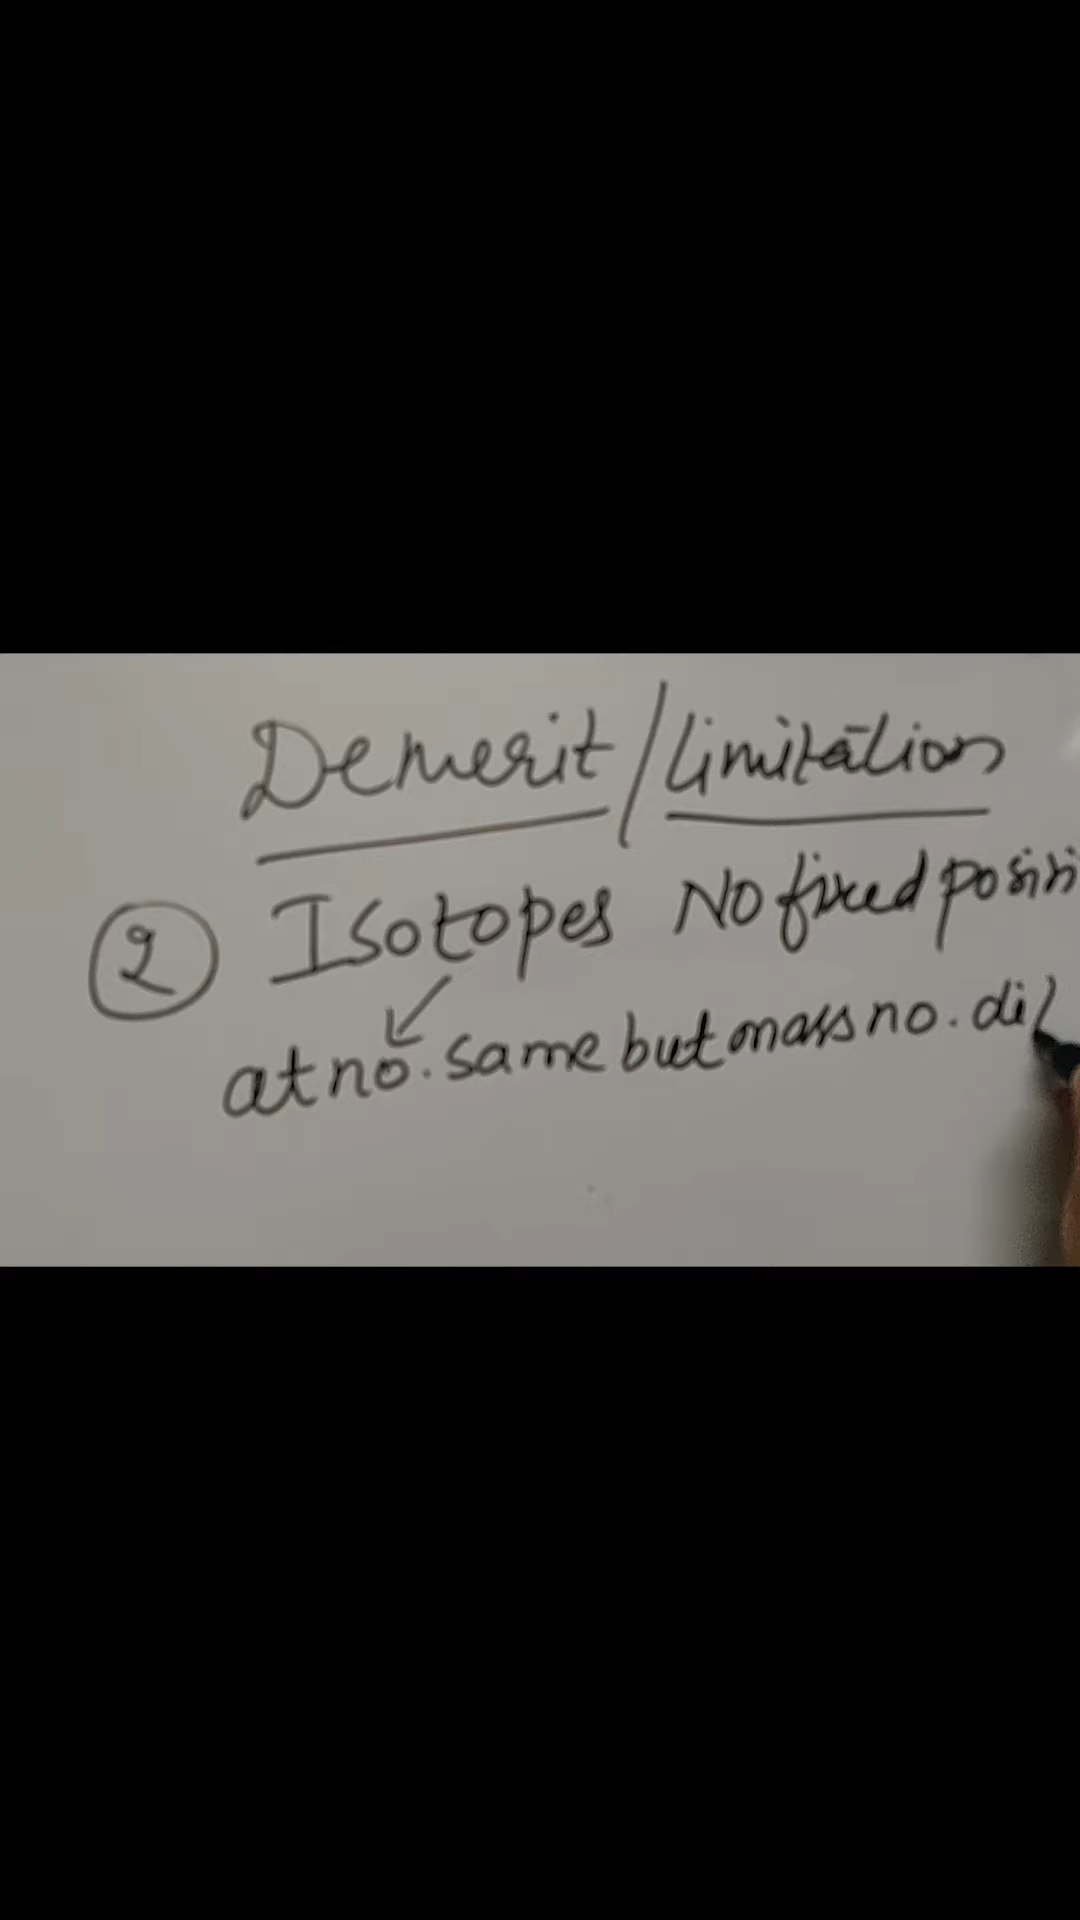 Demerit/limitation
2 Isotopes No fixed positi
at no. same but mass no. dif